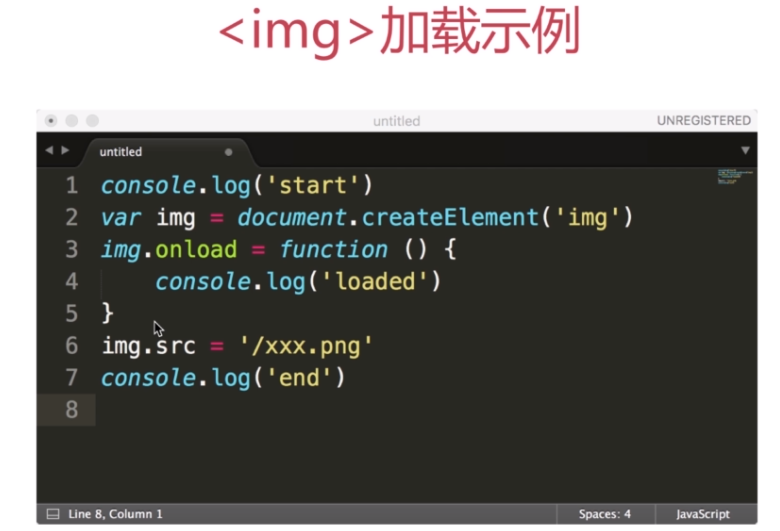 <img>加载示例
untitled
UNREGISTERED
untitled
1 console.log('start')
2 var img = document.createElement('img')
3 img.onload = function () {
4     console.log('loaded')
5 }
6 img.src = '/xxx.png'
7 console.log('end')
8
Line 8, Column 1
Spaces: 4
JavaScript